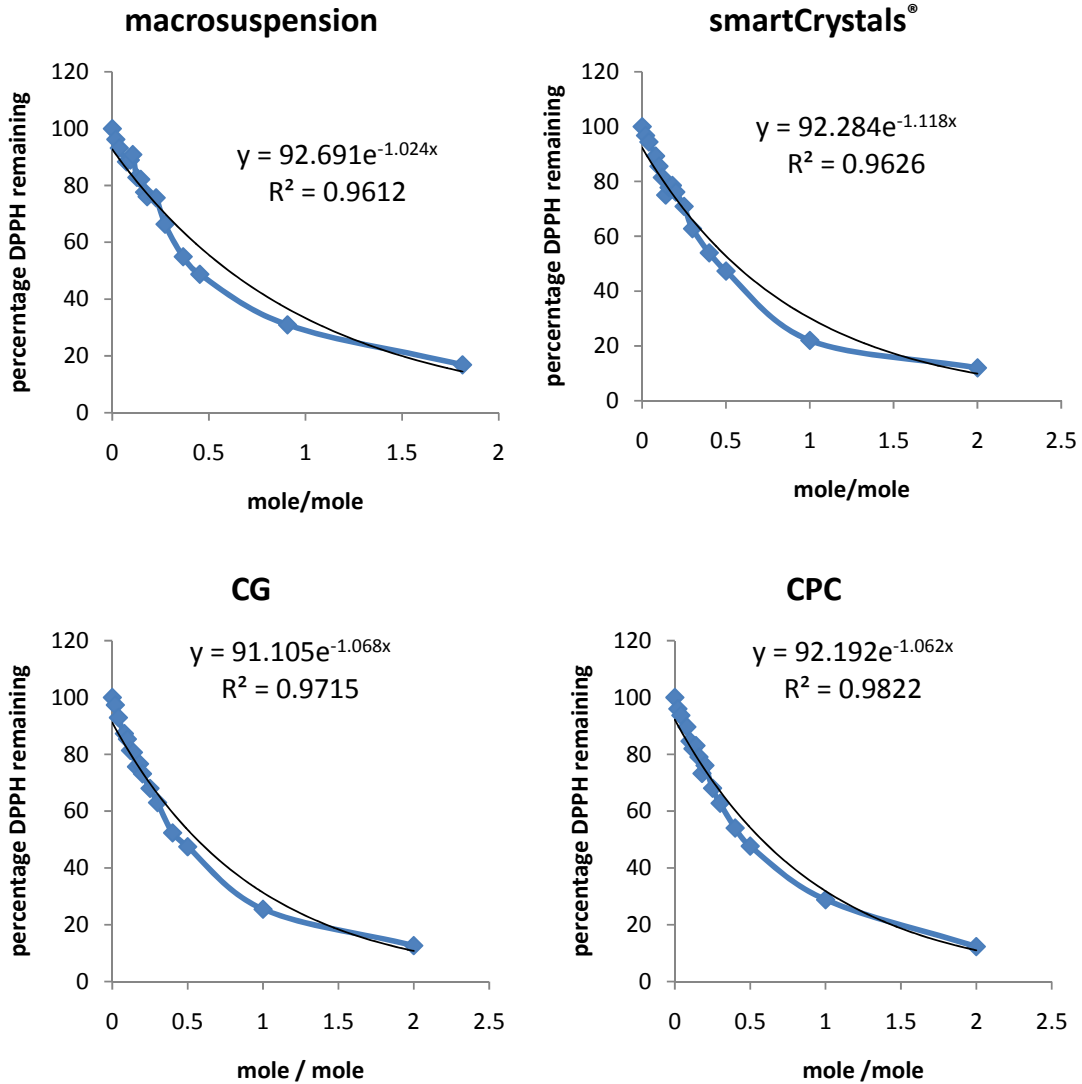 macrosuspension
percerntage DPPH remaining
120
100
80
60
40
20
0
y = 92.691e^-1.024x
R² = 0.9612
0 0.5 1 1.5 2
mole/mole
smartCrystals®
percentage DPPH remaining
120
100
80
60
40
20
0
y = 92.284e^-1.118x
R² = 0.9626
0 0.5 1 1.5 2 2.5
mole/mole
CG
percentage DPPH remaining
120
100
80
60
40
20
0
y = 91.105e^-1.068x
R² = 0.9715
0 0.5 1 1.5 2 2.5
mole / mole
CPC
percentage DPPH remaining
120
100
80
60
40
20
0
y = 92.192e^-1.062x
R² = 0.9822
0 0.5 1 1.5 2 2.5
mole /mole